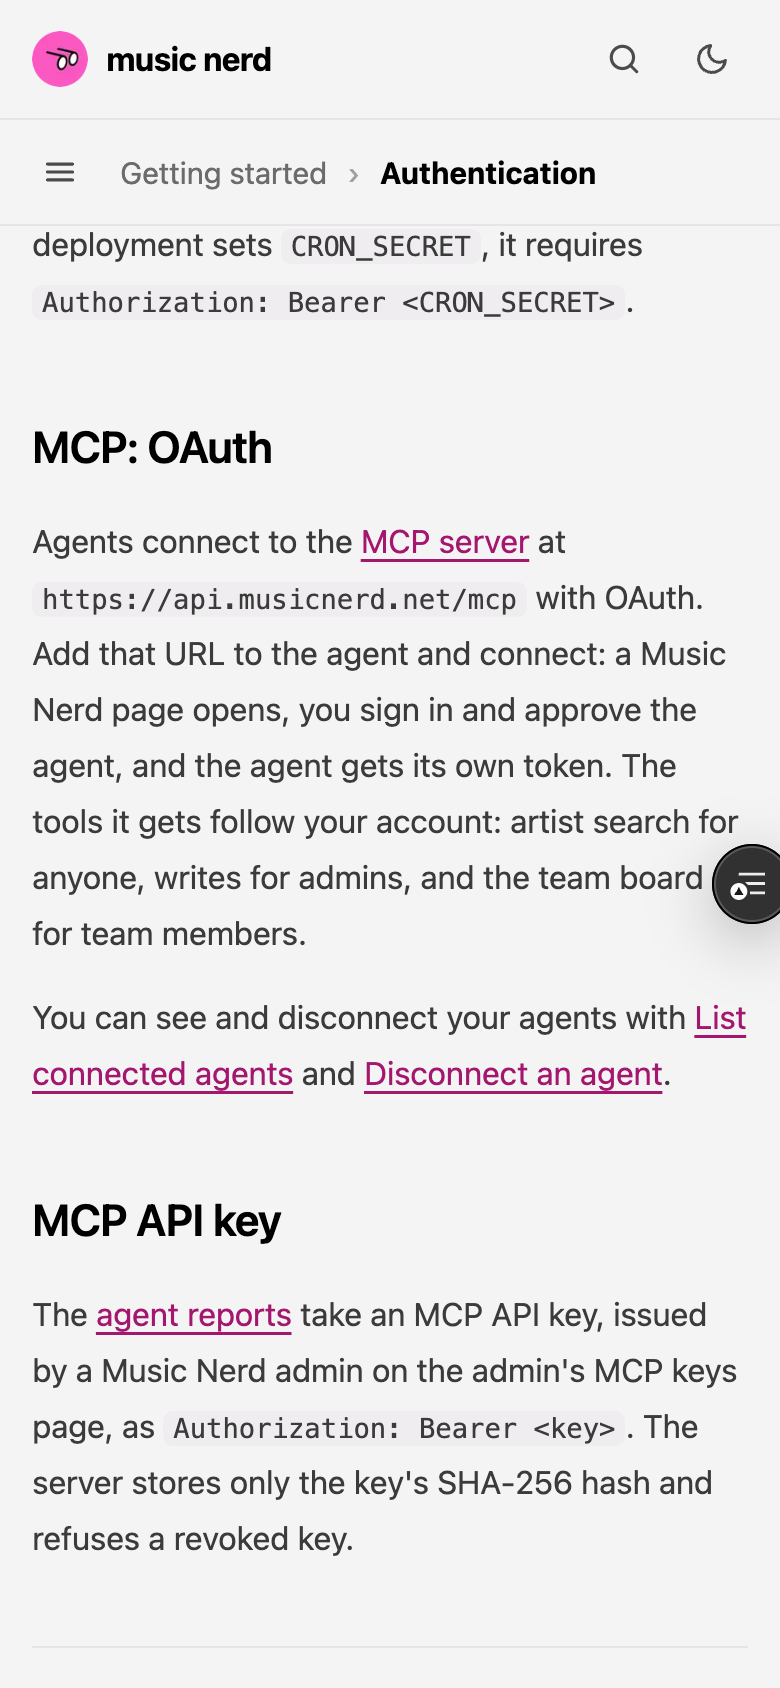 music nerd
Getting started › Authentication
deployment sets CRON_SECRET, it requires
Authorization: Bearer <CRON_SECRET>.
MCP: OAuth
Agents connect to the MCP server at
https://api.musicnerd.net/mcp with OAuth.
Add that URL to the agent and connect: a Music
Nerd page opens, you sign in and approve the
agent, and the agent gets its own token. The
tools it gets follow your account: artist search for
anyone, writes for admins, and the team board
for team members.
You can see and disconnect your agents with List
connected agents and Disconnect an agent.
MCP API key
The agent reports take an MCP API key, issued
by a Music Nerd admin on the admin's MCP keys
page, as Authorization: Bearer <key>. The
server stores only the key's SHA-256 hash and
refuses a revoked key.